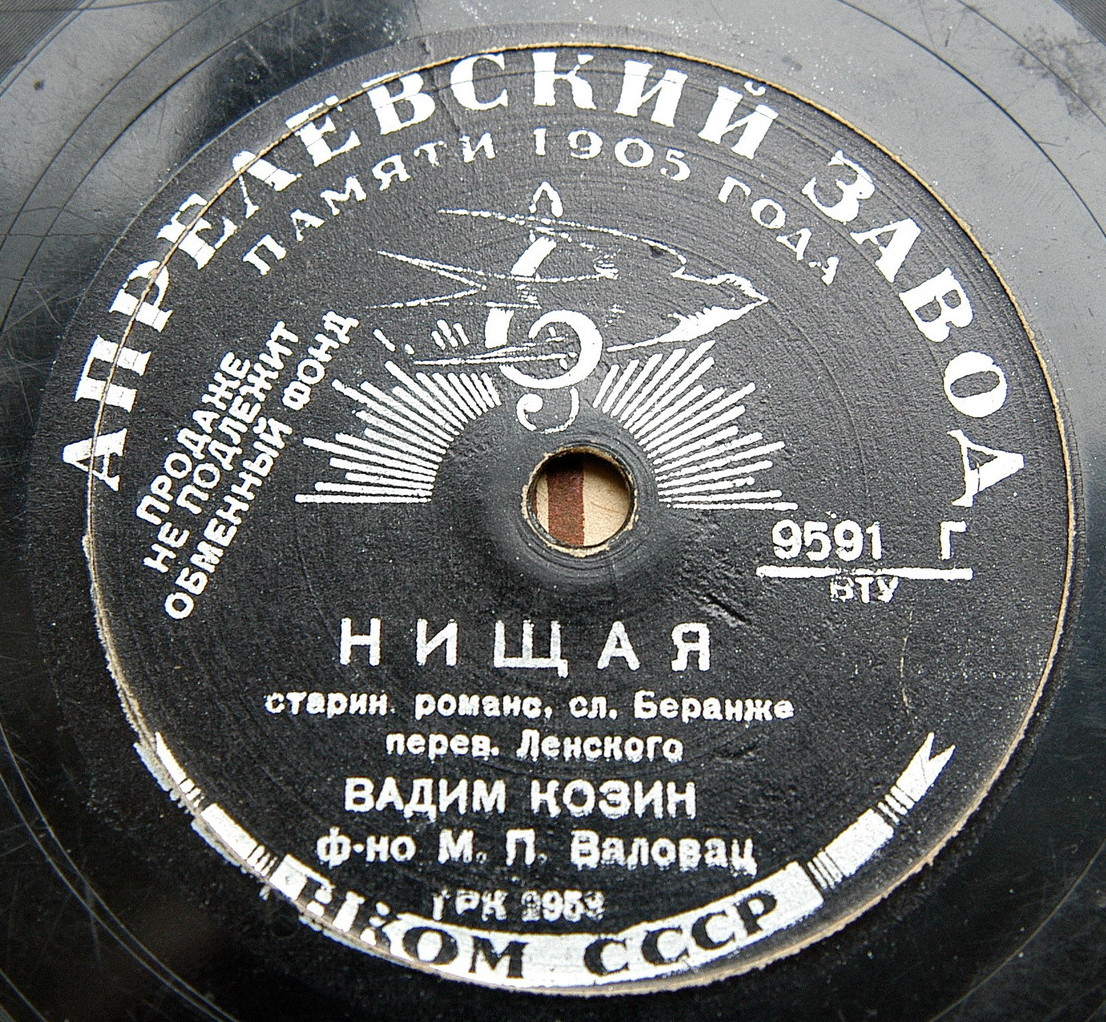 АПРЕЛЕВСКИЙ ЗАВОД
ПАМЯТИ 1905 ГОДА
ПРОДАЖЕ
НЕ ПОДЛЕЖИТ
ОБМЕННЫЙ ФОНД
9591 Г
ВТУ
НИЩАЯ
старин. романс, сл. Беранже
перев. Ленского
ВАДИМ КОЗИН
ф-но М. П. Валовац
ГРК
ВКОМ СССР